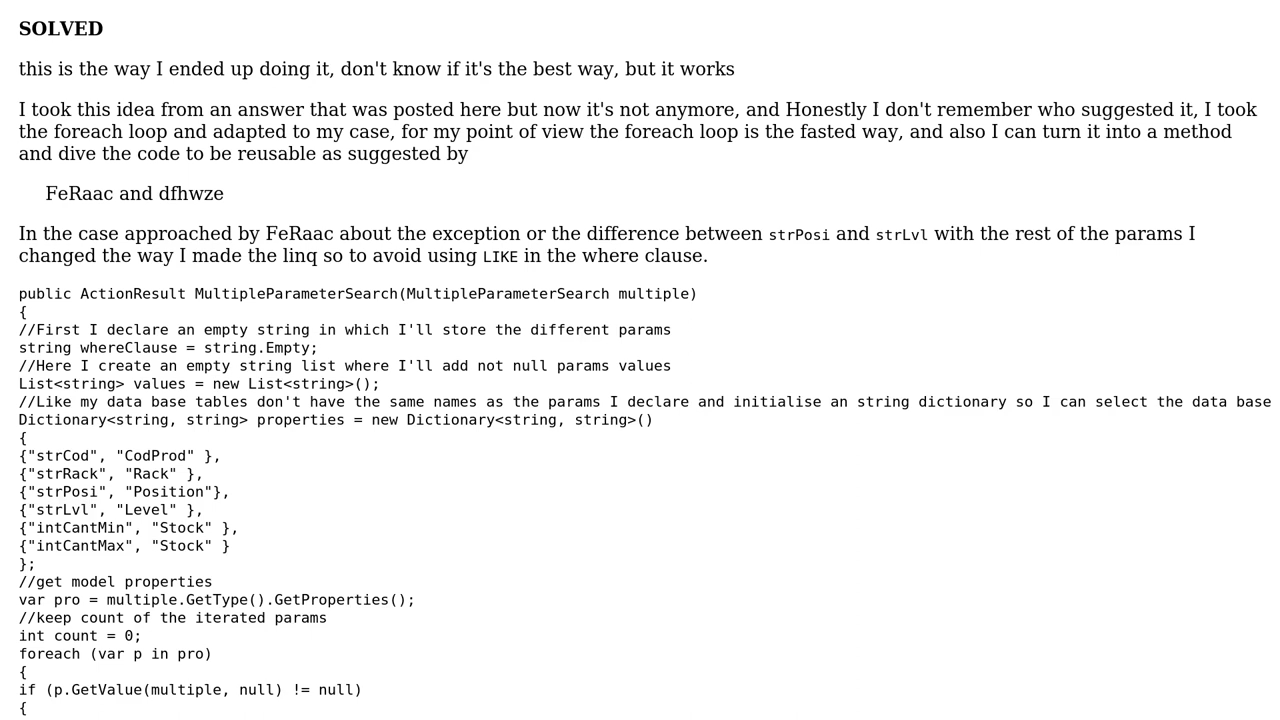 SOLVED
this is the way I ended up doing it, don't know if it's the best way, but it works
I took this idea from an answer that was posted here but now it's not anymore, and Honestly I don't remember who suggested it, I took
the foreach loop and adapted to my case, for my point of view the foreach loop is the fasted way, and also I can turn it into a method
and dive the code to be reusable as suggested by
FeRaac and dfhwze
In the case approached by FeRaac about the exception or the difference between strPosi and strLvl with the rest of the params I
changed the way I made the linq so to avoid using LIKE in the where clause.
public ActionResult MultipleParameterSearch(MultipleParameterSearch multiple)
{
//First I declare an empty string in which I'll store the different params
string whereClause = string.Empty;
//Here I create an empty string list where I'll add not null params values
List<string> values = new List<string>();
//Like my data base tables don't have the same names as the params I declare and initialise an string dictionary so I can select the data base
Dictionary<string, string> properties = new Dictionary<string, string>()
{
{"strCod", "CodProd" },
{"strRack", "Rack" },
{"strPosi", "Position"},
{"strLvl", "Level" },
{"intCantMin", "Stock" },
{"intCantMax", "Stock" }
};
//get model properties
var pro = multiple.GetType().GetProperties();
//keep count of the iterated params
int count = 0;
foreach (var p in pro)
{
if (p.GetValue(multiple, null) != null)
{